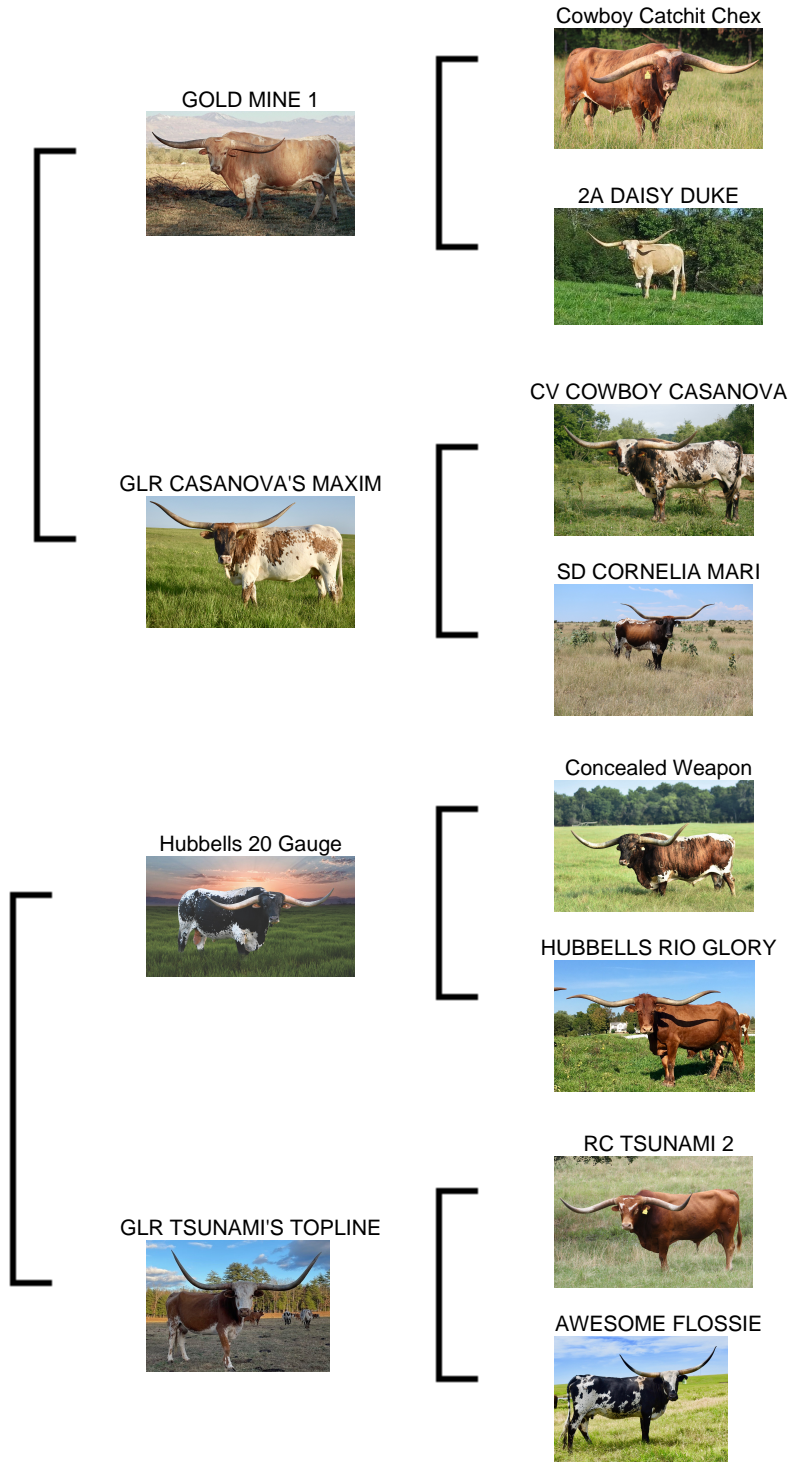 Cowboy Catchit Chex
GOLD MINE 1
2A DAISY DUKE
CV COWBOY CASANOVA
GLR CASANOVA'S MAXIM
SD CORNELIA MARI
Concealed Weapon
Hubbells 20 Gauge
HUBBELLS RIO GLORY
RC TSUNAMI 2
GLR TSUNAMI'S TOPLINE
AWESOME FLOSSIE